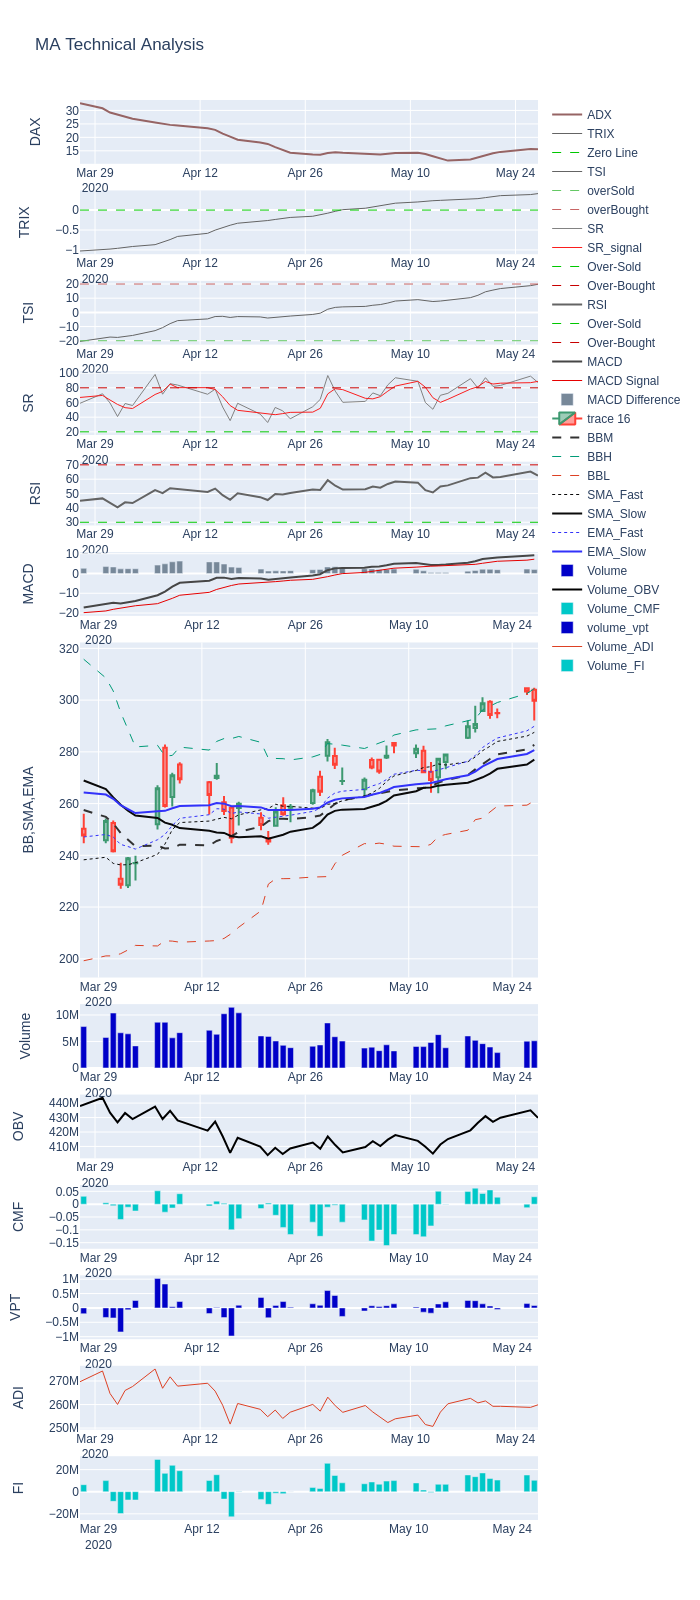 MA Technical Analysis
DAX
30
25
20
15
Mar 29
2020
Apr 12
Apr 26
May 10
May 24
TRIX
0
−0.5
−1
Mar 29
2020
Apr 12
Apr 26
May 10
May 24
TSI
20
10
0
−10
−20
Mar 29
2020
Apr 12
Apr 26
May 10
May 24
SR
100
80
60
40
20
Mar 29
2020
Apr 12
Apr 26
May 10
May 24
RSI
70
60
50
40
30
Mar 29
2020
Apr 12
Apr 26
May 10
May 24
MACD
10
0
−10
−20
Mar 29
2020
Apr 12
Apr 26
May 10
May 24
BB,SMA,EMA
320
300
280
260
240
220
200
Mar 29
2020
Apr 12
Apr 26
May 10
May 24
Volume
10M
5M
0
Mar 29
2020
Apr 12
Apr 26
May 10
May 24
OBV
440M
430M
420M
410M
Mar 29
2020
Apr 12
Apr 26
May 10
May 24
CMF
0.05
0
−0.05
−0.1
−0.15
Mar 29
2020
Apr 12
Apr 26
May 10
May 24
VPT
1M
0.5M
0
−0.5M
−1M
Mar 29
2020
Apr 12
Apr 26
May 10
May 24
ADI
270M
260M
250M
Mar 29
2020
Apr 12
Apr 26
May 10
May 24
FI
20M
0
−20M
Mar 29
2020
Apr 12
Apr 26
May 10
May 24
ADX
TRIX
Zero Line
TSI
overSold
overBought
SR
SR_signal
Over-Sold
Over-Bought
RSI
Over-Sold
Over-Bought
MACD
MACD Signal
MACD Difference
trace 16
BBM
BBH
BBL
SMA_Fast
SMA_Slow
EMA_Fast
EMA_Slow
Volume
Volume_OBV
Volume_CMF
volume_vpt
Volume_ADI
Volume_FI